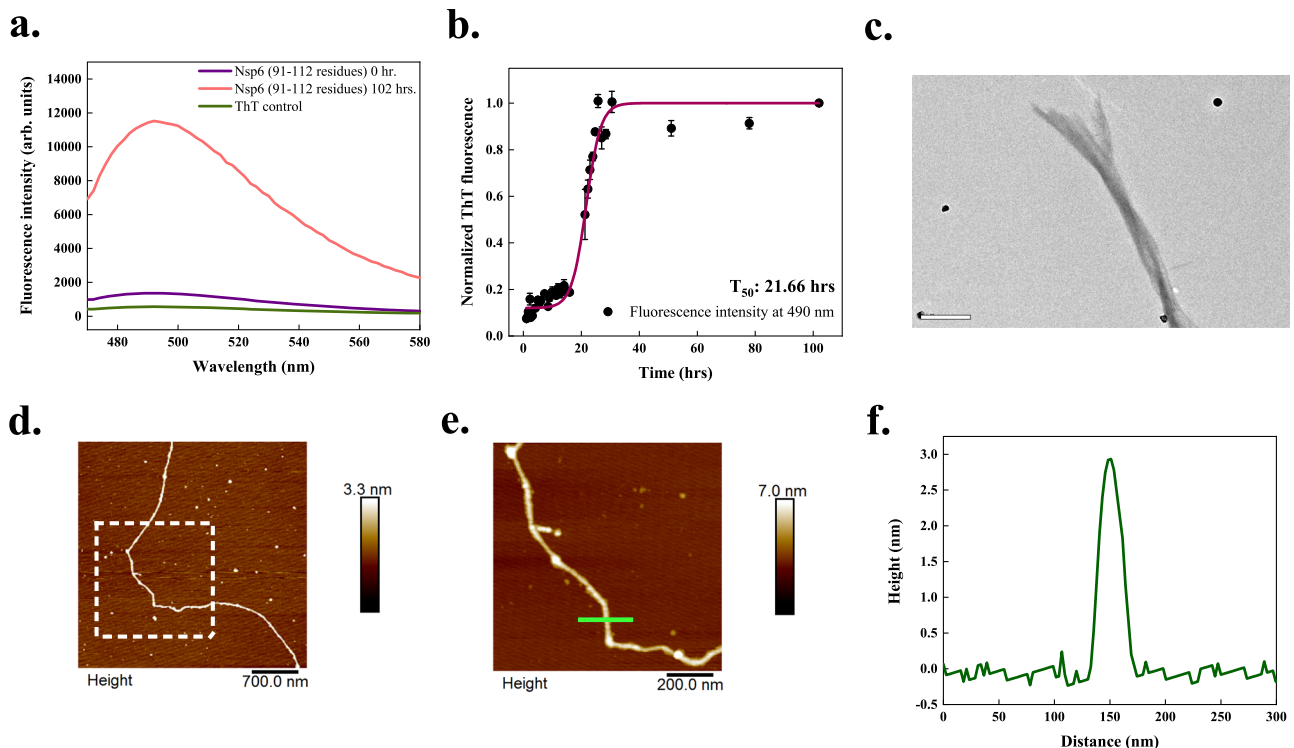 a.
Fluorescence intensity (arb. units)
14000
12000
10000
8000
6000
4000
2000
0
Nsp6 (91-112 residues) 0 hr.
Nsp6 (91-112 residues) 102 hrs.
ThT control
480
500
520
540
560
580
Wavelength (nm)
b.
Normalized ThT fluorescence
1.0
0.8
0.6
0.4
0.2
0.0
T50: 21.66 hrs
Fluorescence intensity at 490 nm
0
20
40
60
80
100
Time (hrs)
c.
d.
3.3 nm
Height
700.0 nm
e.
7.0 nm
Height
200.0 nm
f.
Height (nm)
3.0
2.5
2.0
1.5
1.0
0.5
0.0
-0.5
0
50
100
150
200
250
300
Distance (nm)